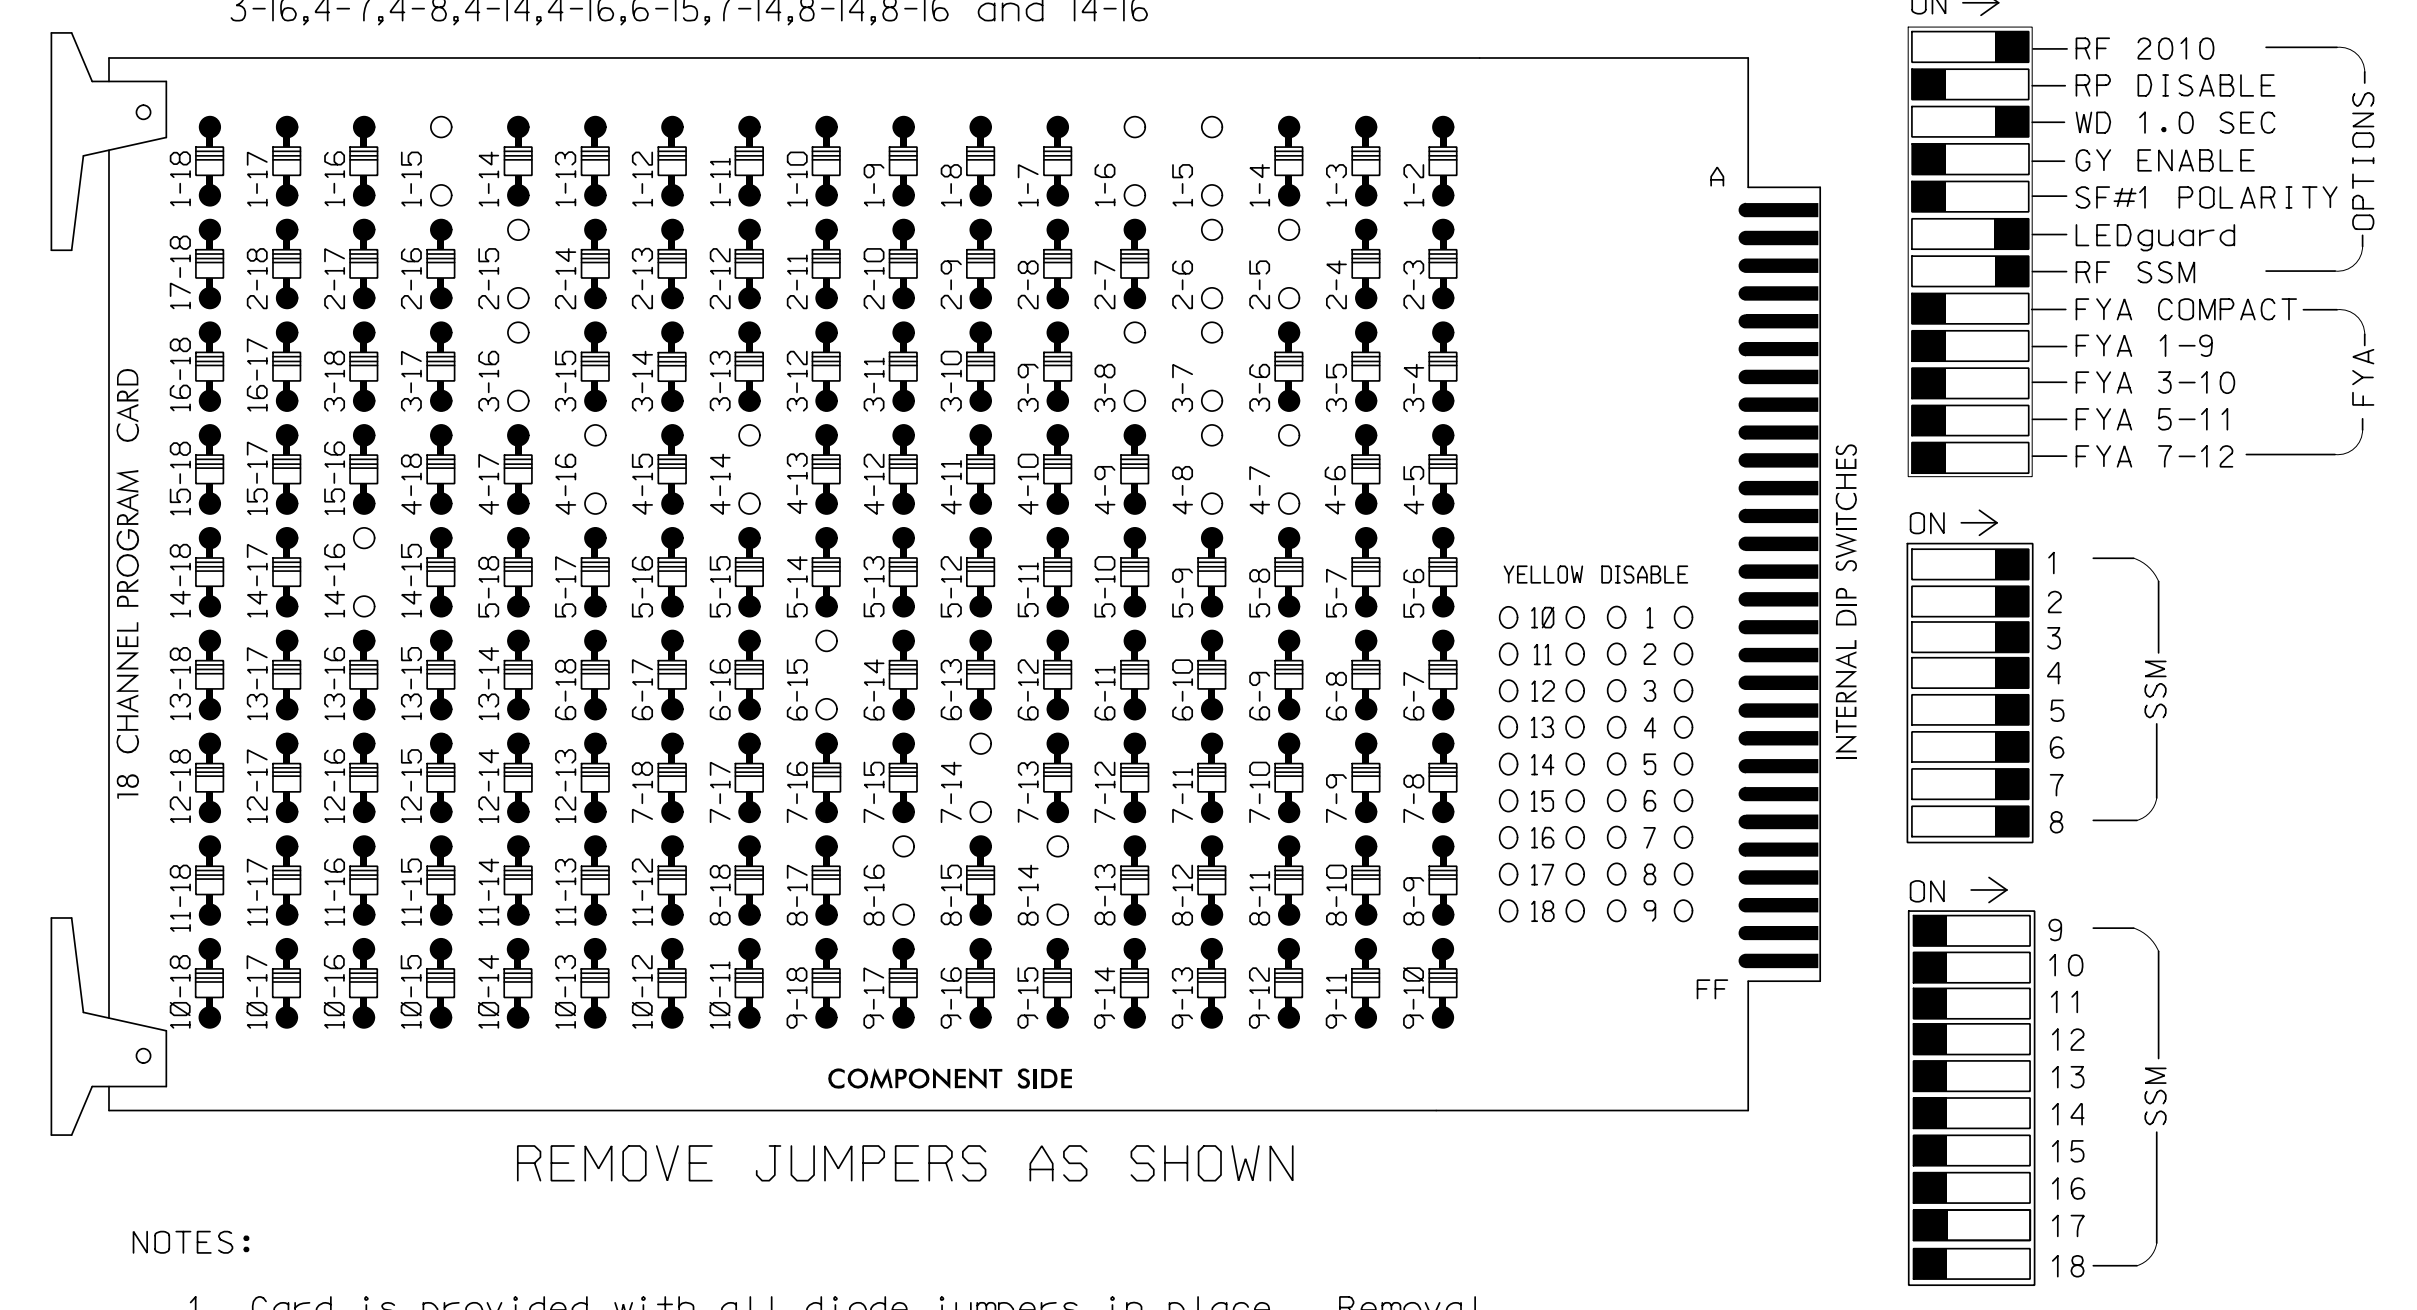 3-16,4-7,4-8,4-14,4-16,6-15,7-14,8-14,8-16 and 14-16
1-18 1-17 1-16 1-15 1-14 1-13 1-12 1-11 1-10 1-9 1-8 1-7 1-6 1-5 1-4 1-3 1-2
17-18 2-18 2-17 2-16 2-15 2-14 2-13 2-12 2-11 2-10 2-9 2-8 2-7 2-6 2-5 2-4 2-3
16-18 16-17 3-18 3-17 3-16 3-15 3-14 3-13 3-12 3-11 3-10 3-9 3-8 3-7 3-6 3-5 3-4
15-18 15-17 15-16 4-18 4-17 4-16 4-15 4-14 4-13 4-12 4-11 4-10 4-9 4-8 4-7 4-6 4-5
14-18 14-17 14-16 14-15 5-18 5-17 5-16 5-15 5-14 5-13 5-12 5-11 5-10 5-9 5-8 5-7 5-6
13-18 13-17 13-16 13-15 13-14 6-18 6-17 6-16 6-15 6-14 6-13 6-12 6-11 6-10 6-9 6-8 6-7
12-18 12-17 12-16 12-15 12-14 12-13 7-18 7-17 7-16 7-15 7-14 7-13 7-12 7-11 7-10 7-9 7-8
11-18 11-17 11-16 11-15 11-14 11-13 11-12 8-18 8-17 8-16 8-15 8-14 8-13 8-12 8-11 8-10 8-9
10-18 10-17 10-16 10-15 10-14 10-13 10-12 10-11 9-18 9-17 9-16 9-15 9-14 9-13 9-12 9-11 9-10
18 CHANNEL PROGRAM CARD
A
YELLOW DISABLE
10 1
11 2
12 3
13 4
14 5
15 6
16 7
17 8
18 9
FF
INTERNAL DIP SWITCHES
COMPONENT SIDE
REMOVE JUMPERS AS SHOWN
NOTES:
1. Card is provided with all diode jumpers in place. Removal
ON
RF 2010
RP DISABLE
WD 1.0 SEC
GY ENABLE
SF#1 POLARITY
LEDguard
RF SSM
OPTIONS
FYA COMPACT
FYA 1-9
FYA 3-10
FYA 5-11
FYA 7-12
FYA
ON
1
2
3
4
5
6
7
8
SSM
ON
9
10
11
12
13
14
15
16
17
18
SSM